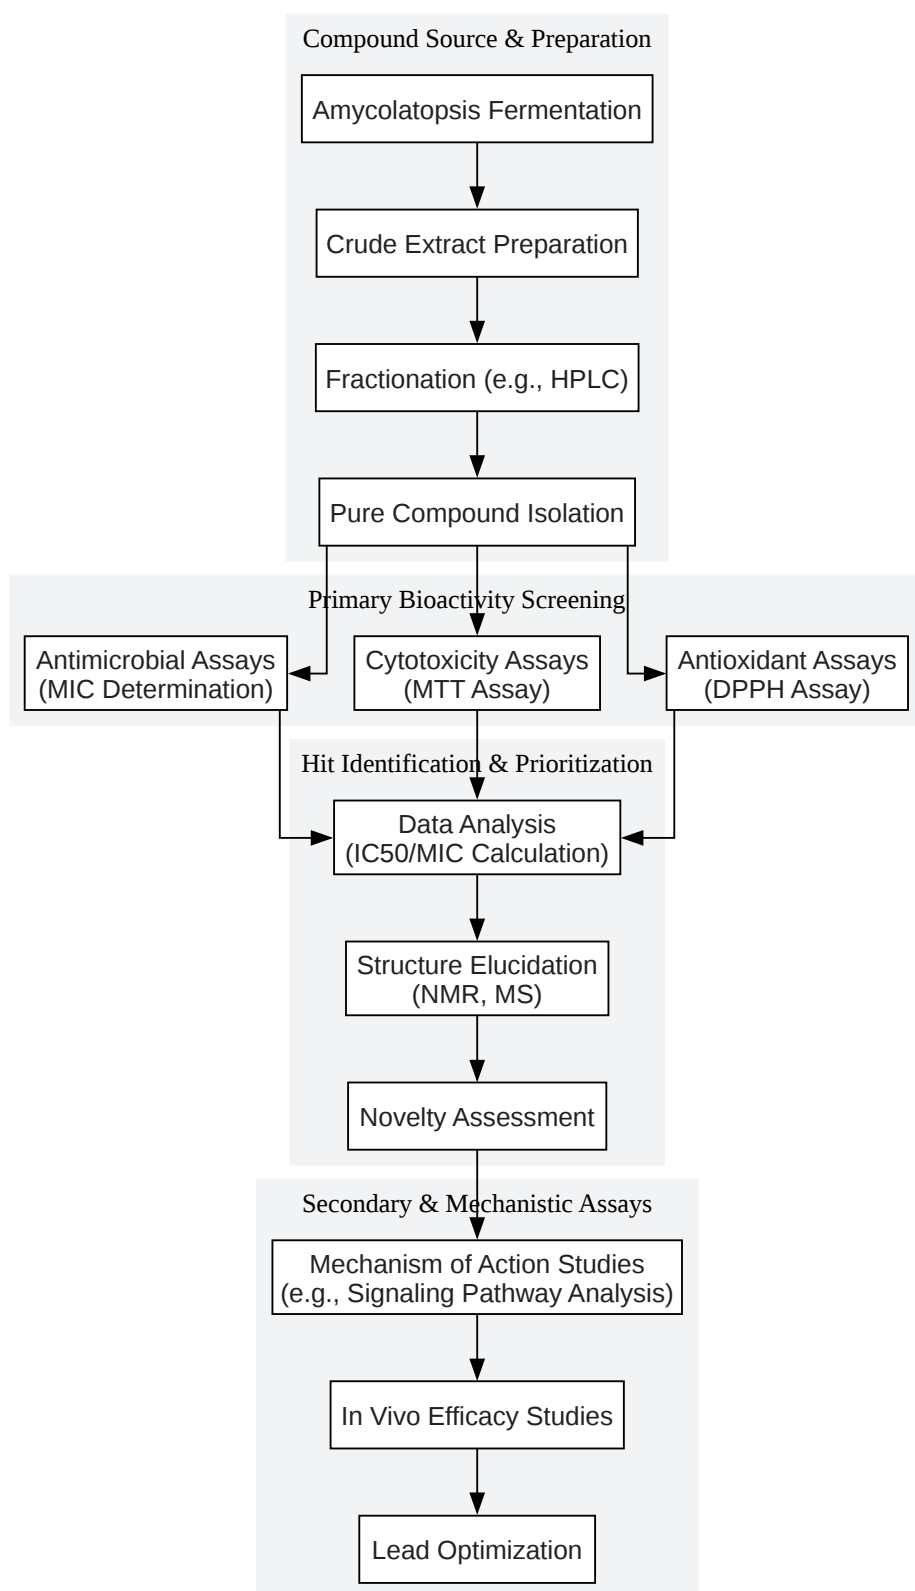 Compound Source & Preparation
Amycolatopsis Fermentation
Crude Extract Preparation
Fractionation (e.g., HPLC)
Pure Compound Isolation
Primary Bioactivity Screening
Antimicrobial Assays
(MIC Determination)
Cytotoxicity Assays
(MTT Assay)
Antioxidant Assays
(DPPH Assay)
Hit Identification & Prioritization
Data Analysis
(IC50/MIC Calculation)
Structure Elucidation
(NMR, MS)
Novelty Assessment
Secondary & Mechanistic Assays
Mechanism of Action Studies
(e.g., Signaling Pathway Analysis)
In Vivo Efficacy Studies
Lead Optimization